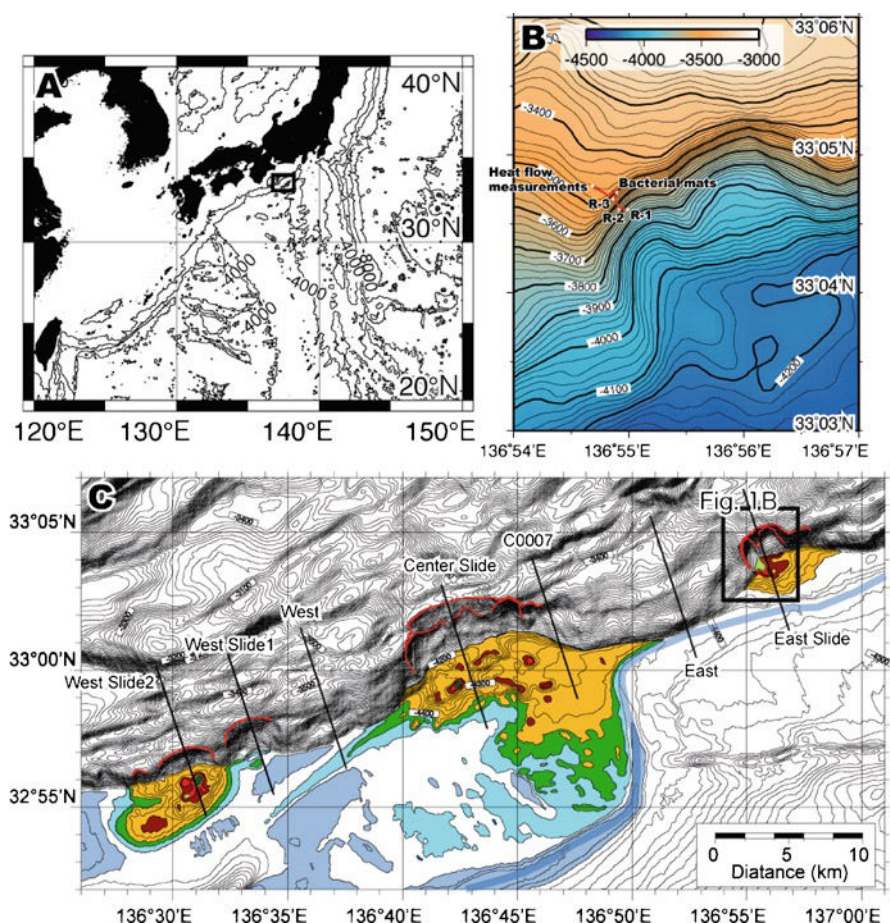 A
40°N
30°N
20°N
4000
4000
4000
8000
120°E
130°E
140°E
150°E
B
-4500
-4000
-3500
-3000
33°06'N
33°05'N
33°04'N
33°03'N
-3400
Heat flow
measurements
Bacterial mats
R-3
R-2
R-1
-3600
-3700
-3800
-3900
-4000
-4100
-4200
136°54'E
136°55'E
136°56'E
136°57'E
C
33°05'N
33°00'N
32°55'N
Fig. 1B
C0007
Center Slide
West
West Slide1
West Slide2
East
East Slide
Diatance (km)
0
5
10
136°30'E
136°35'E
136°40'E
136°45'E
136°50'E
136°55'E
137°00'E